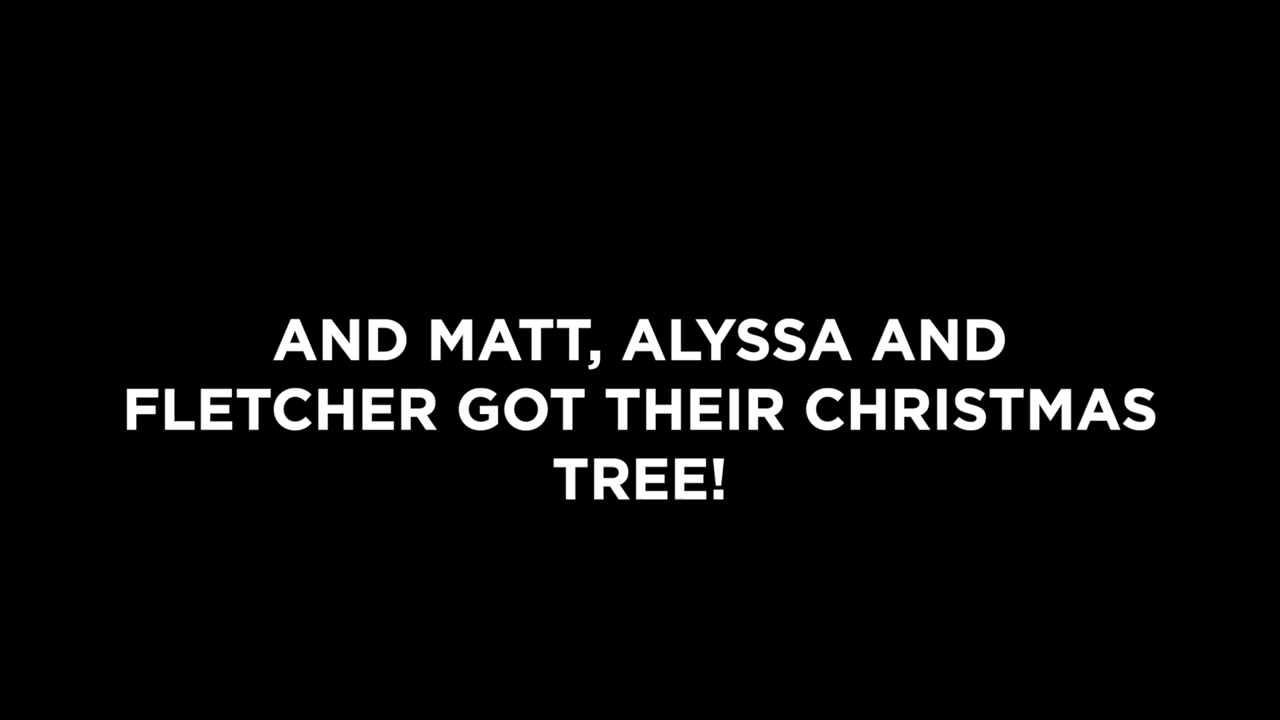 AND MATT, ALYSSA AND
FLETCHER GOT THEIR CHRISTMAS
TREE!